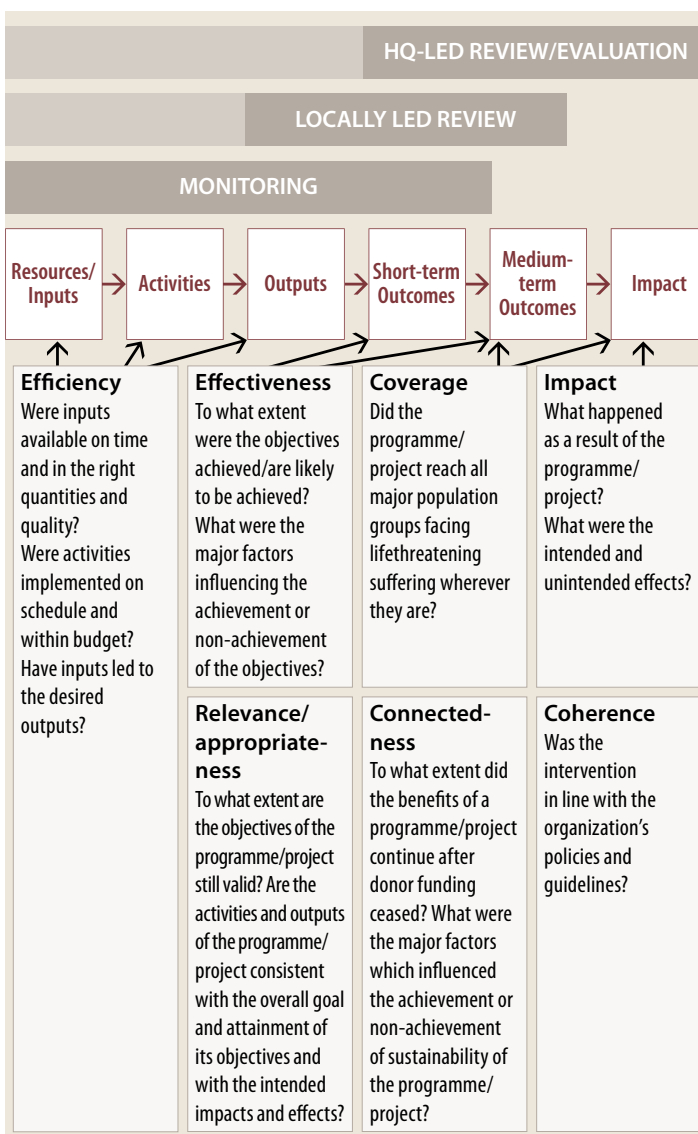 HQ-LED REVIEW/EVALUATION
LOCALLY LED REVIEW
MONITORING
Resources/
Inputs
Activities
Outputs
Short-term
Outcomes
Medium-
term
Outcomes
Impact
Efficiency
Were inputs
available on time
and in the right
quantities and
quality?
Were activities
implemented on
schedule and
within budget?
Have inputs led to
the desired
outputs?
Effectiveness
To what extent
were the objectives
achieved/are likely
to be achieved?
What were the
major factors
influencing the
achievement or
non-achievement
of the objectives?
Coverage
Did the
programme/
project reach all
major population
groups facing
lifethreatening
suffering wherever
they are?
Impact
What happened
as a result of the
programme/
project?
What were the
intended and
unintended effects?
Relevance/
appropriate-
ness
To what extent are
the objectives of the
programme/project
still valid? Are the
activities and outputs
of the programme/
project consistent
with the overall goal
and attainment of
its objectives and
with the intended
impacts and effects?
Connected-
ness
To what extent did
the benefits of a
programme/project
continue after
donor funding
ceased? What were
the major factors
which influenced
the achievement or
non-achievement
of sustainability of
the programme/
project?
Coherence
Was the
intervention
in line with the
organization's
policies and
guidelines?